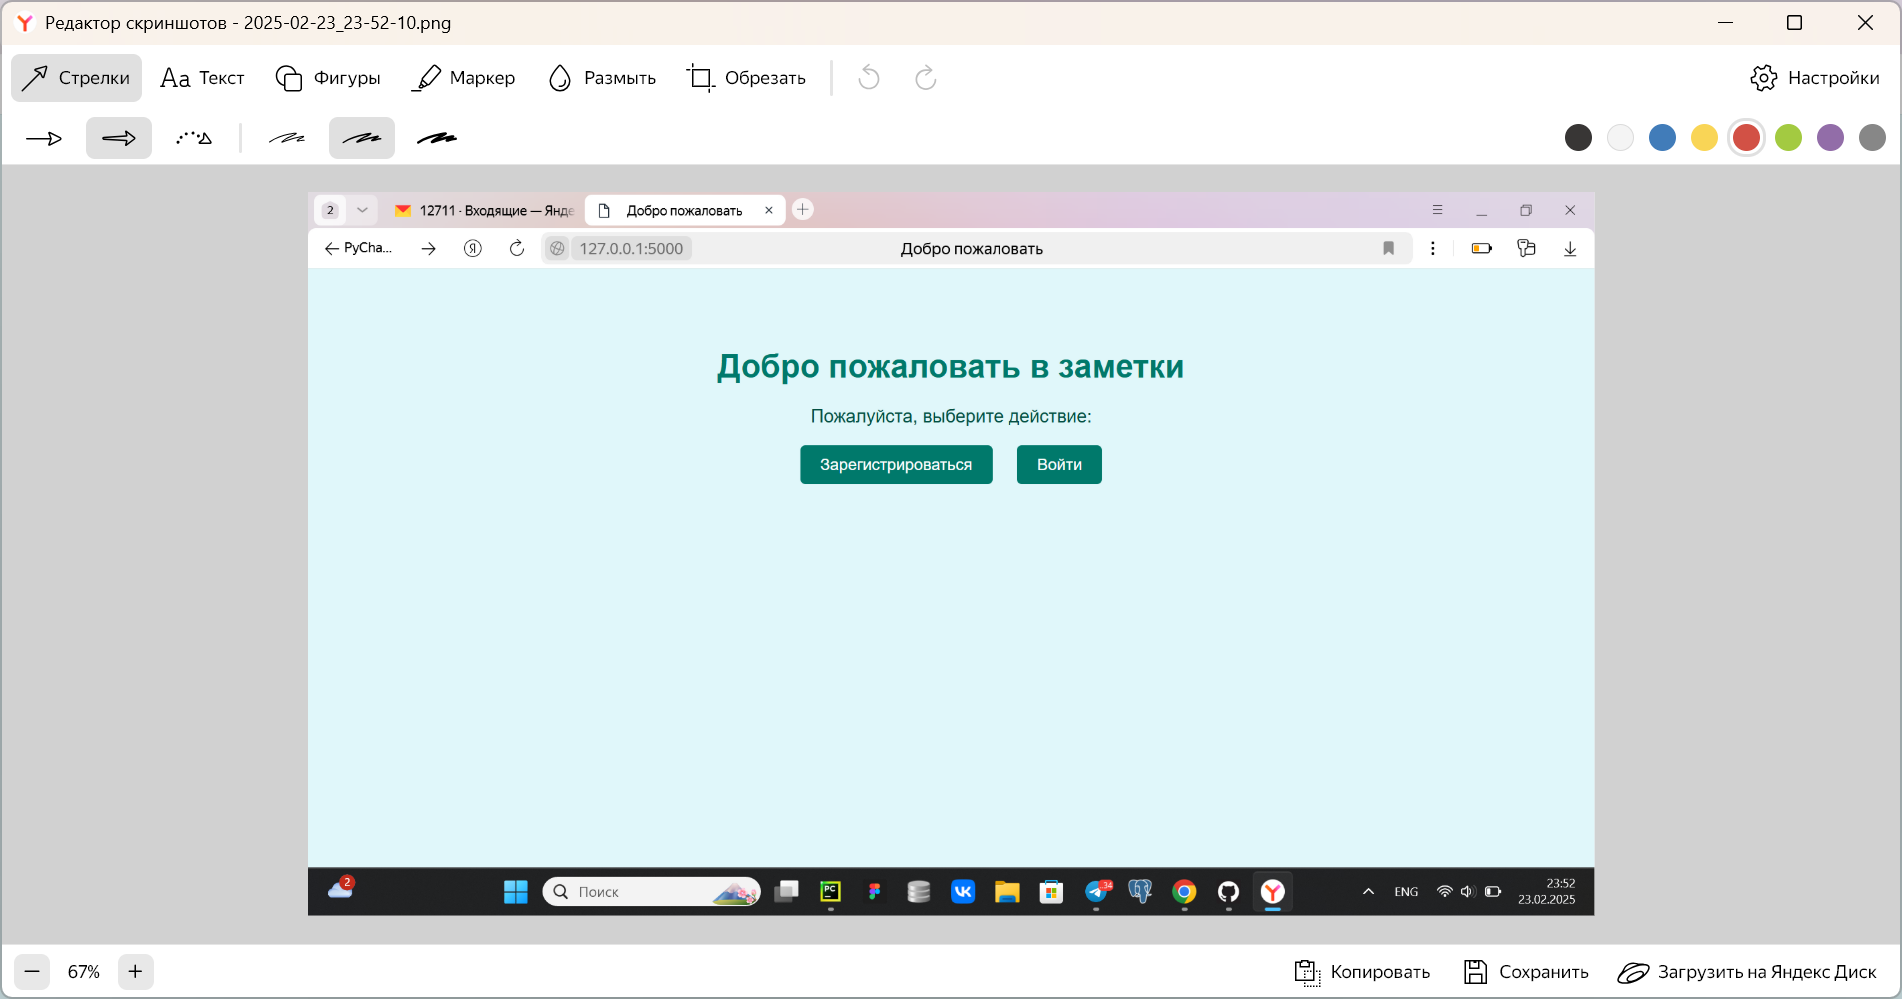 Редактор скриншотов - 2025-02-23_23-52-10.png
Стрелки Aa Текст Фигуры Маркер Размыть Обрезать Настройки
2 12711 · Входящие — Янде Добро пожаловать
PyCha... Я 127.0.0.1:5000 Добро пожаловать
Добро пожаловать в заметки
Пожалуйста, выберите действие:
Зарегистрироваться Войти
2 Поиск PC VK 34 ENG 23:52
23.02.2025
67% Копировать Сохранить Загрузить на Яндекс Диск